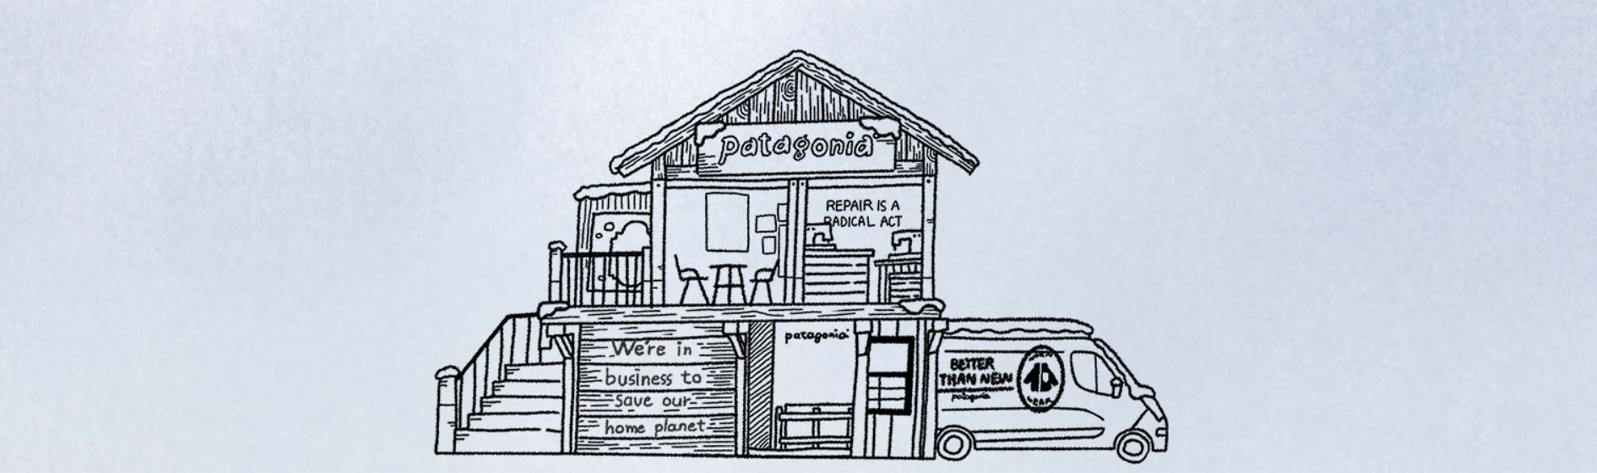 patagonia
REPAIR IS A
RADICAL ACT
We're in
business to
save our
home planet
patagonia
BETTER
THAN NEW
patagonia
WORN
WEAR